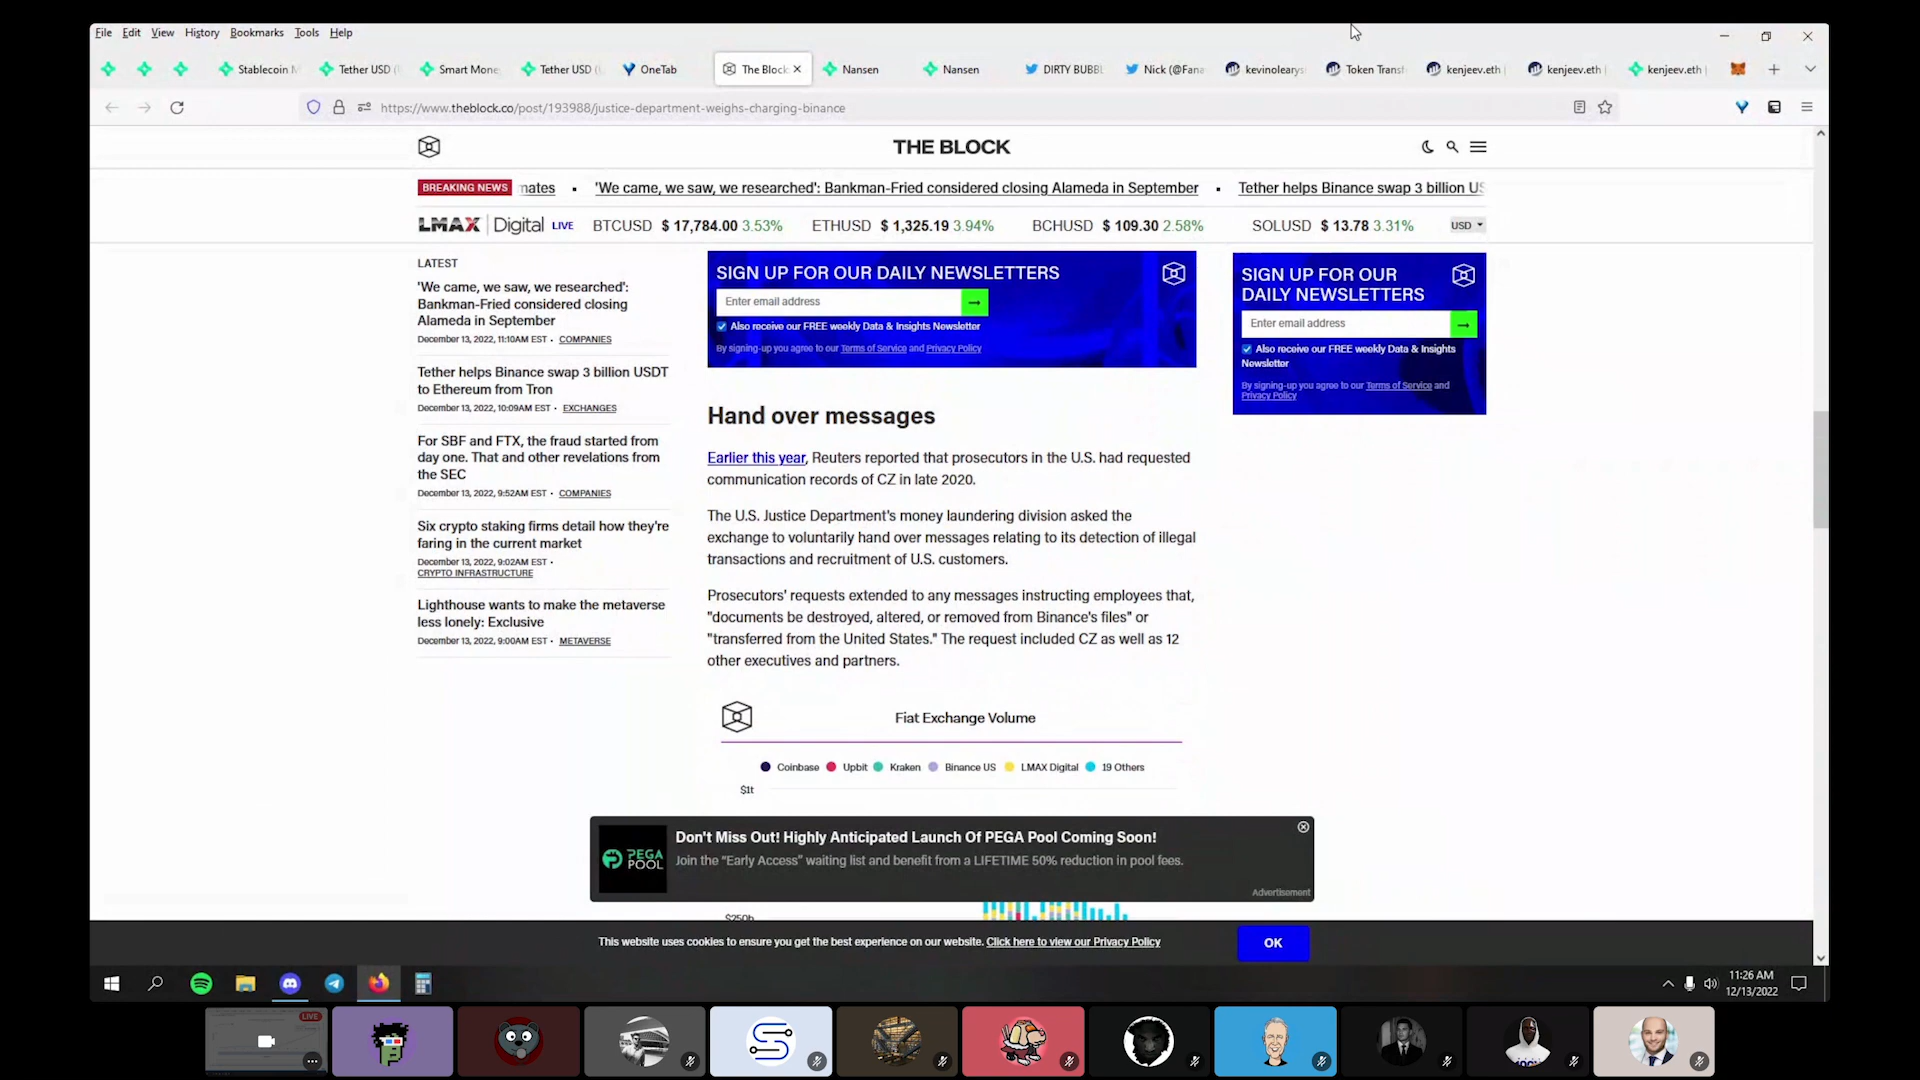 File Edit View History Bookmarks Tools Help
Stablecoin M
Tether USD (
Smart Mone
Tether USD (
OneTab
The Block
Nansen
Nansen
DIRTY BUBBL
Nick (@Fana
kevinolearys
Token Transf
kenjeev.eth |
kenjeev.eth |
kenjeev.eth |
https://www.theblock.co/post/193988/justice-department-weighs-charging-binance
THE BLOCK
BREAKING NEWS mates • 'We came, we saw, we researched': Bankman-Fried considered closing Alameda in September • Tether helps Binance swap 3 billion US
LMAX Digital LIVE BTCUSD $ 17,784.00 3.53% ETHUSD $ 1,325.19 3.94% BCHUSD $ 109.30 2.58% SOLUSD $ 13.78 3.31% USD
LATEST
'We came, we saw, we researched':
Bankman-Fried considered closing
Alameda in September
December 13, 2022, 11:10AM EST • COMPANIES
Tether helps Binance swap 3 billion USDT
to Ethereum from Tron
December 13, 2022, 10:09AM EST • EXCHANGES
For SBF and FTX, the fraud started from
day one. That and other revelations from
the SEC
December 13, 2022, 9:52AM EST • COMPANIES
Six crypto staking firms detail how they're
faring in the current market
December 13, 2022, 9:02AM EST •
CRYPTO INFRASTRUCTURE
Lighthouse wants to make the metaverse
less lonely: Exclusive
December 13, 2022, 9:00AM EST • METAVERSE
SIGN UP FOR OUR DAILY NEWSLETTERS
Enter email address →
Also receive our FREE weekly Data & Insights Newsletter
By signing-up you agree to our Terms of Service and Privacy Policy
Hand over messages
Earlier this year, Reuters reported that prosecutors in the U.S. had requested
communication records of CZ in late 2020.
The U.S. Justice Department's money laundering division asked the
exchange to voluntarily hand over messages relating to its detection of illegal
transactions and recruitment of U.S. customers.
Prosecutors' requests extended to any messages instructing employees that,
"documents be destroyed, altered, or removed from Binance's files" or
"transferred from the United States." The request included CZ as well as 12
other executives and partners.
Fiat Exchange Volume
Coinbase Upbit Kraken Binance US LMAX Digital 19 Others
$1t
$250b
SIGN UP FOR OUR
DAILY NEWSLETTERS
Enter email address →
Also receive our FREE weekly Data & Insights
Newsletter
By signing-up you agree to our Terms of Service and
Privacy Policy
PEGA
POOL
Don't Miss Out! Highly Anticipated Launch Of PEGA Pool Coming Soon!
Join the "Early Access" waiting list and benefit from a LIFETIME 50% reduction in pool fees.
Advertisement
This website uses cookies to ensure you get the best experience on our website. Click here to view our Privacy Policy
OK
11:26 AM
12/13/2022
LIVE